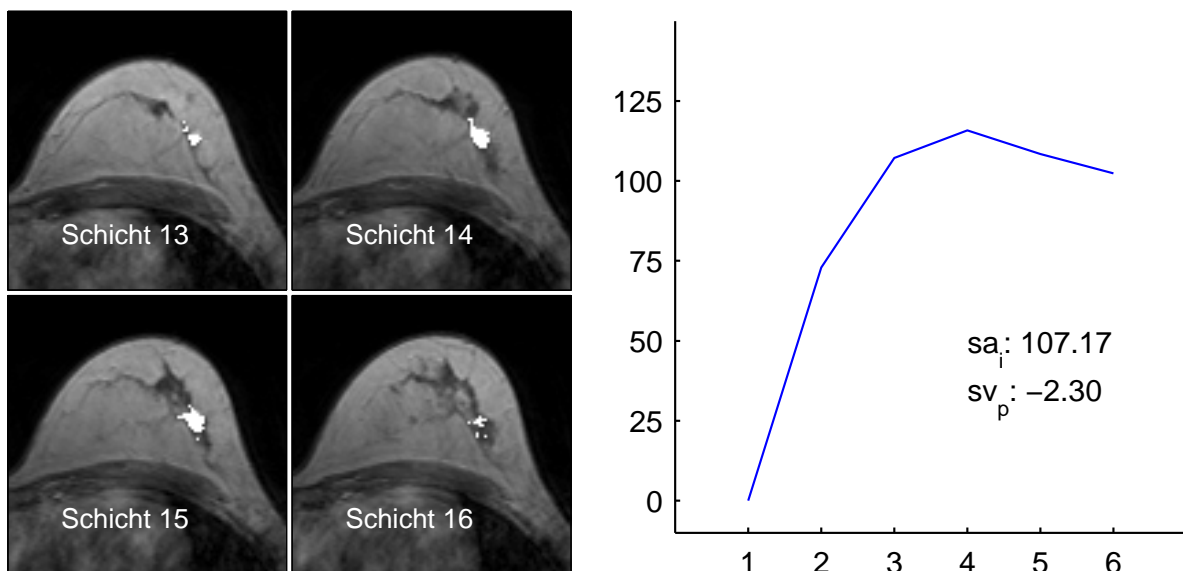 Schicht 13
Schicht 14
Schicht 15
Schicht 16
125
100
75
50
25
0
sa_i: 107.17
sv_p: −2.30
1 2 3 4 5 6